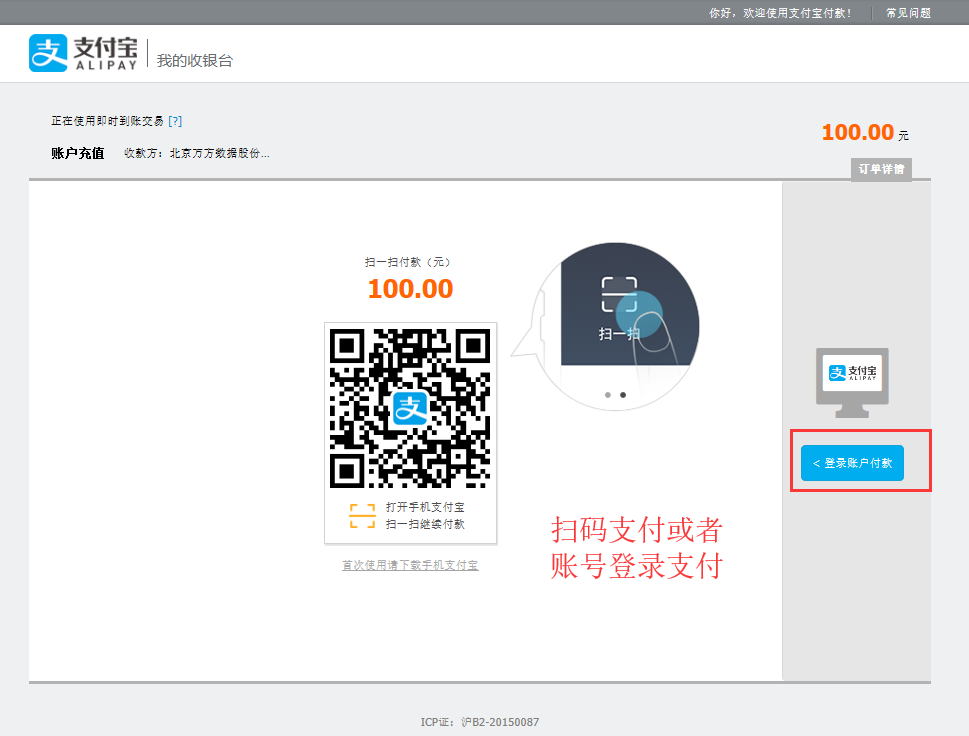 你好，欢迎使用支付宝付款！ 常见问题
支付宝 我的收银台
ALIPAY
正在使用即时到账交易 [?]
100.00 元
账户充值 收款方：北京万方数据股份...
订单详情
扫一扫付款（元）
100.00
扫一扫
支
支付宝
ALIPAY
< 登录账户付款
打开手机支付宝
扫一扫继续付款
扫码支付或者
账号登录支付
首次使用请下载手机支付宝
ICP证：沪B2-20150087